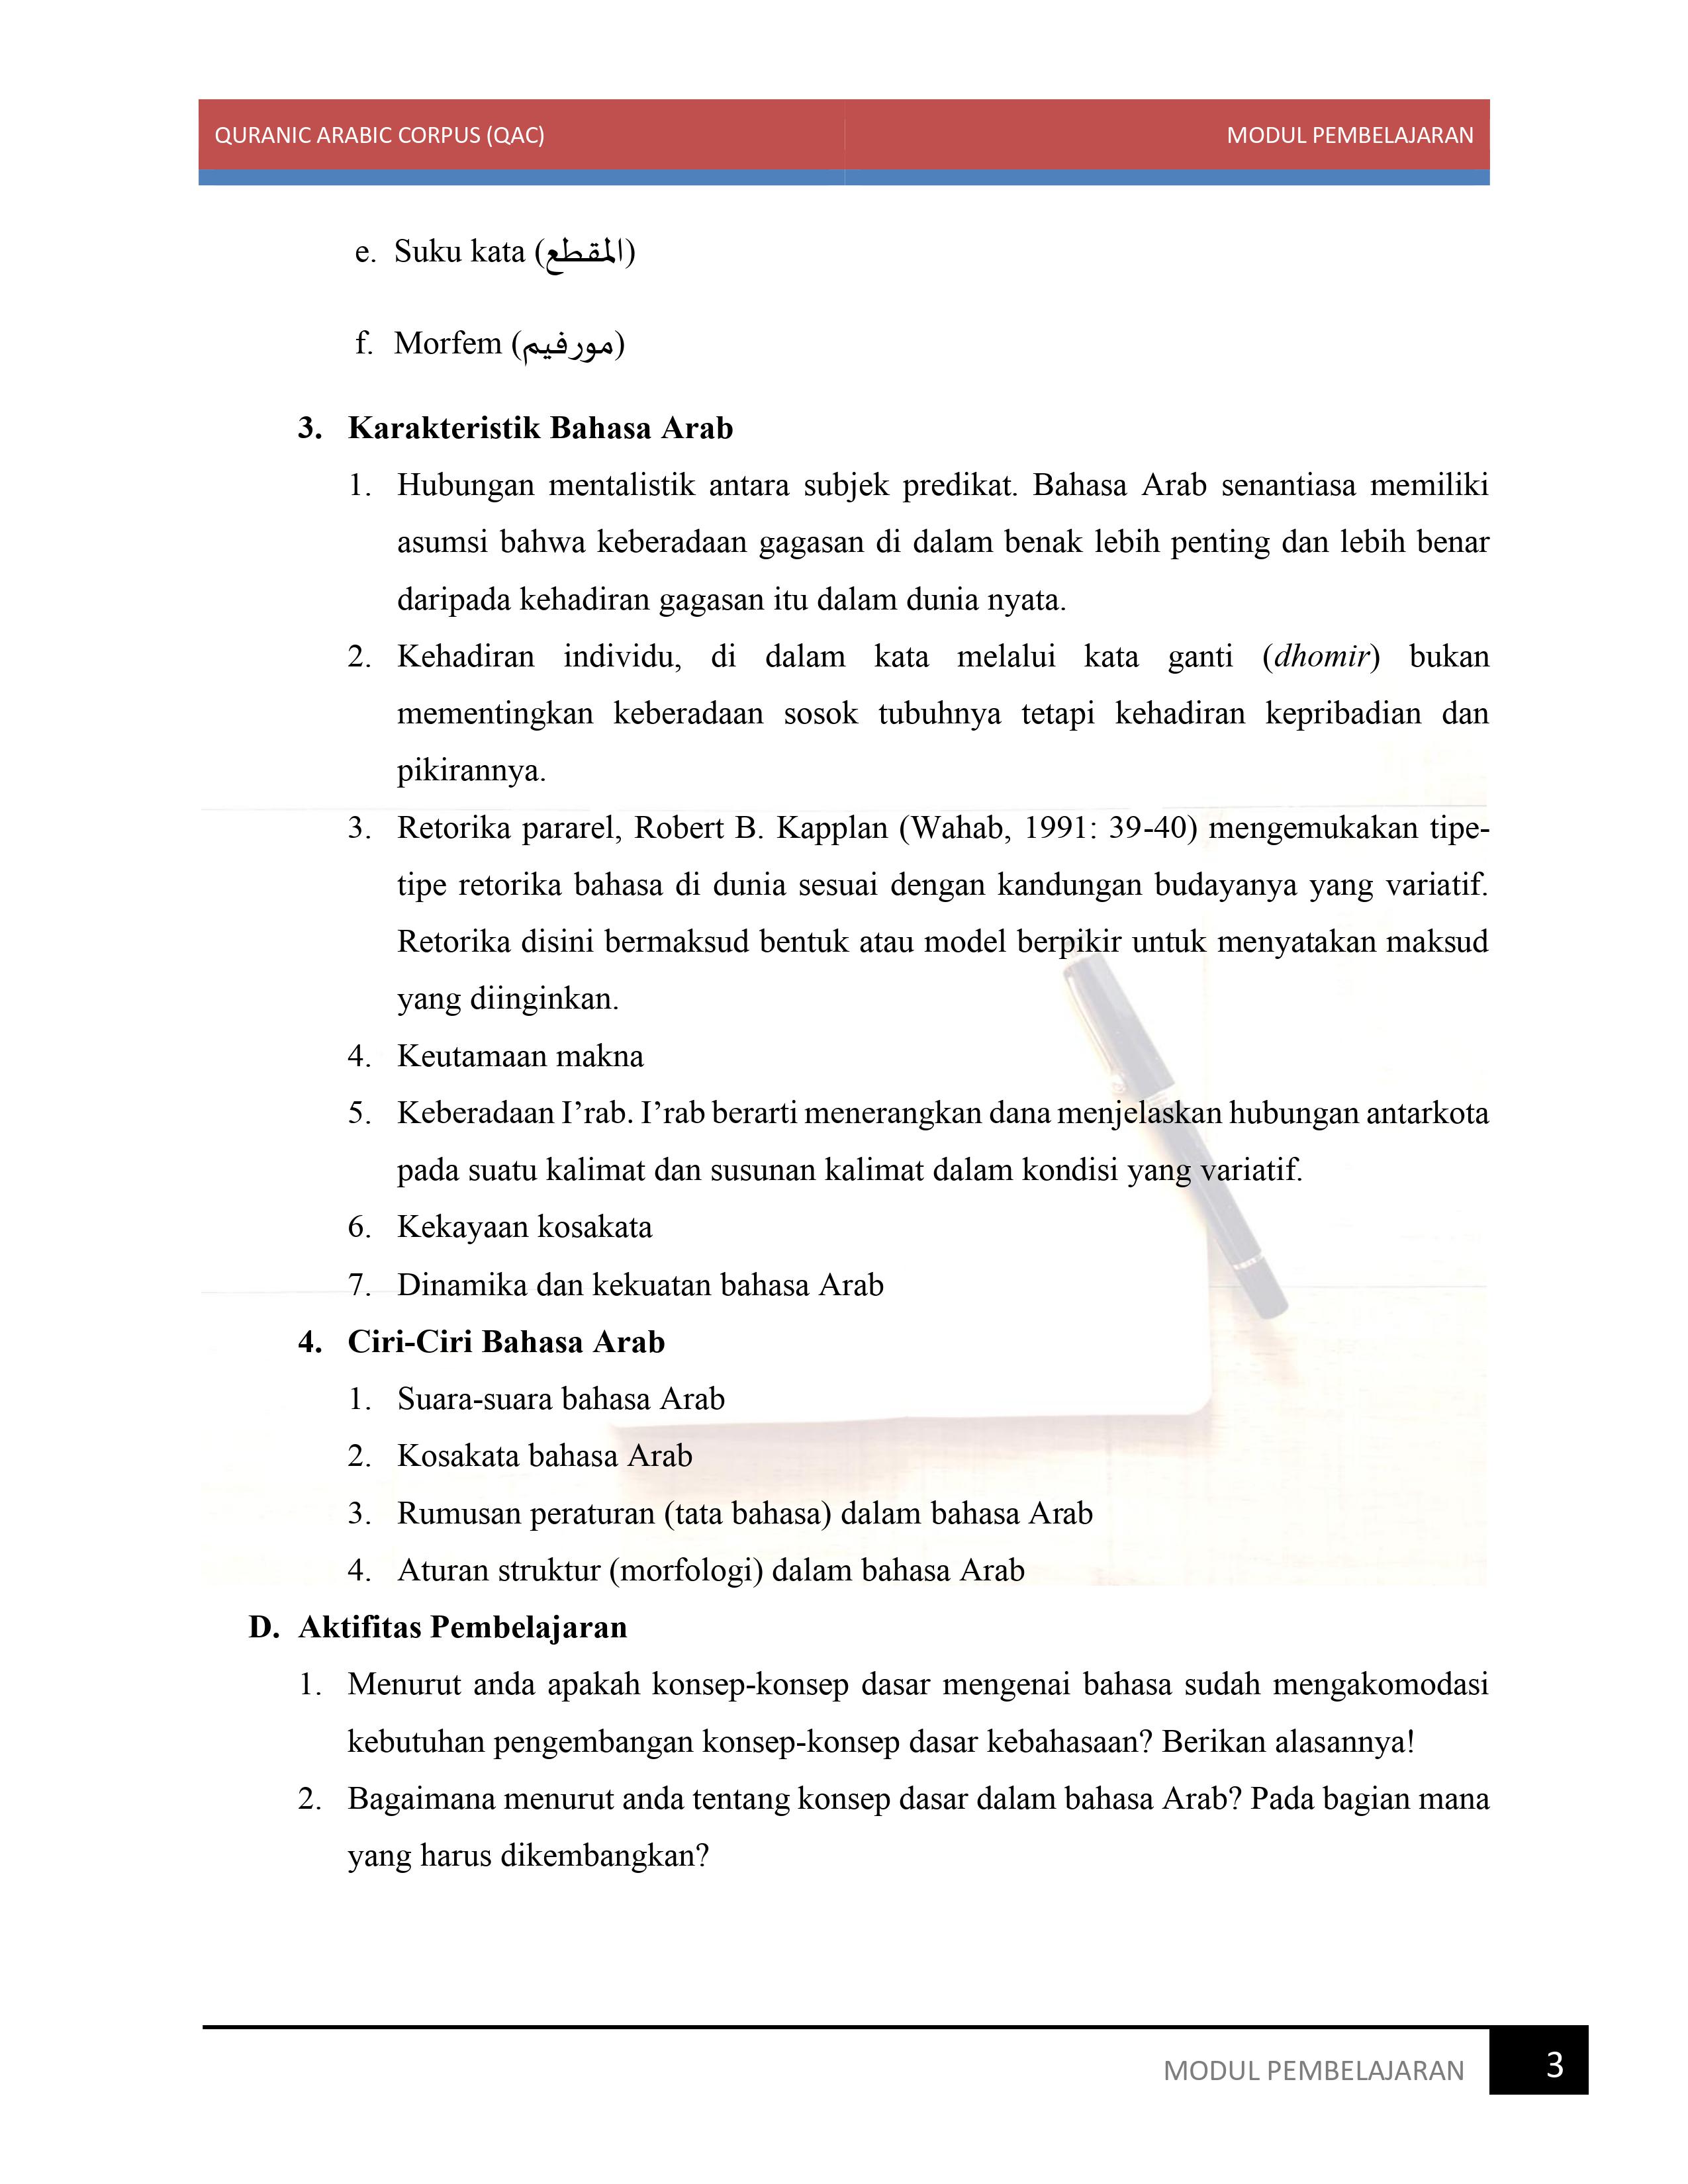 QURANIC ARABIC CORPUS (QAC) MODUL PEMBELAJARAN
e. Suku kata (المقطع)
f. Morfem (مورفيم)
3. Karakteristik Bahasa Arab
1. Hubungan mentalistik antara subjek predikat. Bahasa Arab senantiasa memiliki
asumsi bahwa keberadaan gagasan di dalam benak lebih penting dan lebih benar
daripada kehadiran gagasan itu dalam dunia nyata.
2. Kehadiran individu, di dalam kata melalui kata ganti (dhomir) bukan
mementingkan keberadaan sosok tubuhnya tetapi kehadiran kepribadian dan
pikirannya.
3. Retorika pararel, Robert B. Kapplan (Wahab, 1991: 39-40) mengemukakan tipe-
tipe retorika bahasa di dunia sesuai dengan kandungan budayanya yang variatif.
Retorika disini bermaksud bentuk atau model berpikir untuk menyatakan maksud
yang diinginkan.
4. Keutamaan makna
5. Keberadaan I’rab. I’rab berarti menerangkan dana menjelaskan hubungan antarkota
pada suatu kalimat dan susunan kalimat dalam kondisi yang variatif.
6. Kekayaan kosakata
7. Dinamika dan kekuatan bahasa Arab
4. Ciri-Ciri Bahasa Arab
1. Suara-suara bahasa Arab
2. Kosakata bahasa Arab
3. Rumusan peraturan (tata bahasa) dalam bahasa Arab
4. Aturan struktur (morfologi) dalam bahasa Arab
D. Aktifitas Pembelajaran
1. Menurut anda apakah konsep-konsep dasar mengenai bahasa sudah mengakomodasi
kebutuhan pengembangan konsep-konsep dasar kebahasaan? Berikan alasannya!
2. Bagaimana menurut anda tentang konsep dasar dalam bahasa Arab? Pada bagian mana
yang harus dikembangkan?
MODUL PEMBELAJARAN 3